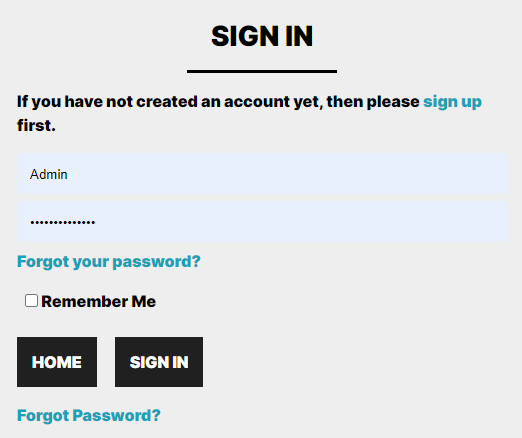 SIGN IN
If you have not created an account yet, then please sign up
first.
Admin
••••••••••••••
Forgot your password?
Remember Me
HOME SIGN IN
Forgot Password?